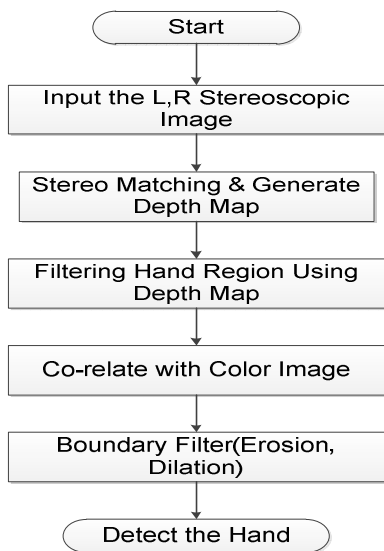 Start
Input the L,R Stereoscopic
Image
Stereo Matching & Generate
Depth Map
Filtering Hand Region Using
Depth Map
Co-relate with Color Image
Boundary Filter(Erosion,
Dilation)
Detect the Hand